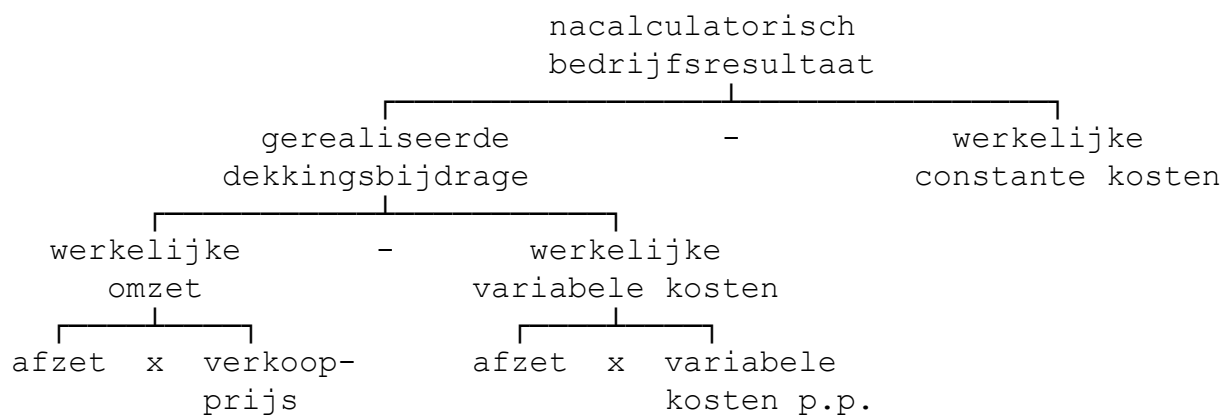 nacalculatorisch
bedrijfsresultaat
gerealiseerde - werkelijke
dekkingsbijdrage constante kosten
werkelijke - werkelijke
omzet variabele kosten
afzet x verkoop- afzet x variabele
prijs kosten p.p.